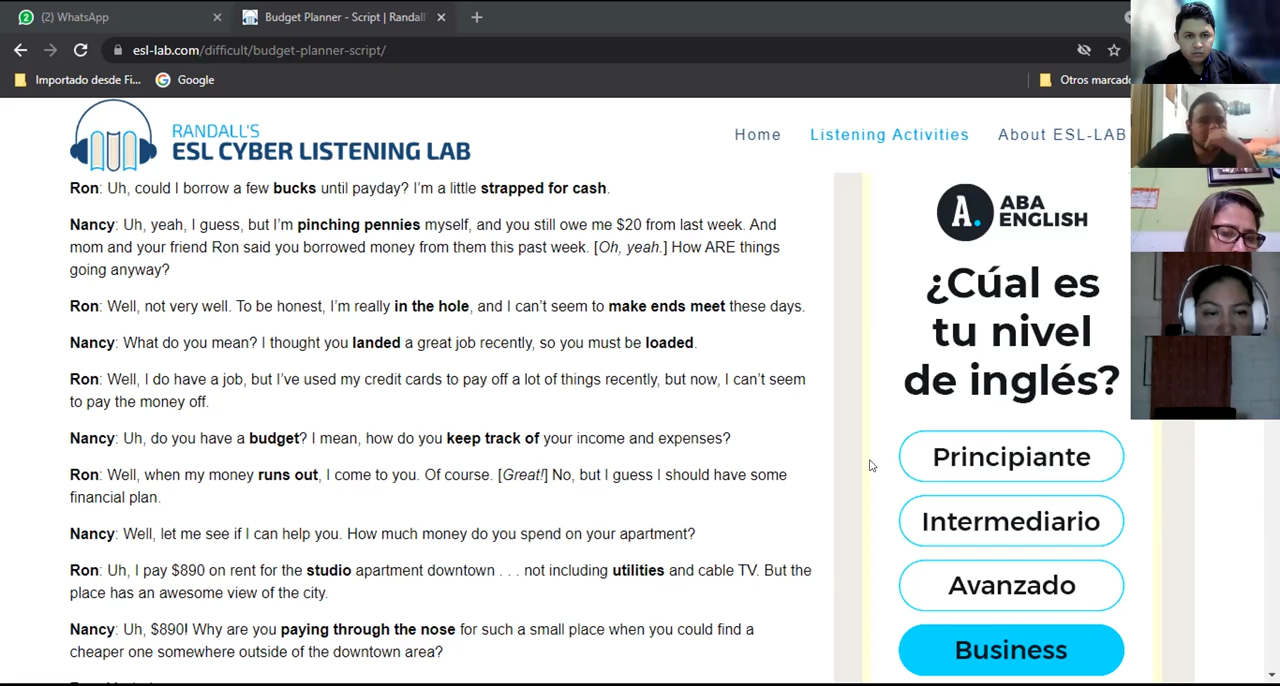 (2) WhatsApp
Budget Planner - Script | Randall'
esl-lab.com/difficult/budget-planner-script/
Importado desde Fi...
Google
Otros marcado
RANDALL'S
ESL CYBER LISTENING LAB
Home
Listening Activities
About ESL-LAB
Ron: Uh, could I borrow a few bucks until payday? I'm a little strapped for cash.
Nancy: Uh, yeah, I guess, but I'm pinching pennies myself, and you still owe me $20 from last week. And
mom and your friend Ron said you borrowed money from them this past week. [Oh, yeah.] How ARE things
going anyway?
Ron: Well, not very well. To be honest, I'm really in the hole, and I can't seem to make ends meet these days.
Nancy: What do you mean? I thought you landed a great job recently, so you must be loaded.
Ron: Well, I do have a job, but I've used my credit cards to pay off a lot of things recently, but now, I can't seem
to pay the money off.
Nancy: Uh, do you have a budget? I mean, how do you keep track of your income and expenses?
Ron: Well, when my money runs out, I come to you. Of course. [Great!] No, but I guess I should have some
financial plan.
Nancy: Well, let me see if I can help you. How much money do you spend on your apartment?
Ron: Uh, I pay $890 on rent for the studio apartment downtown . . . not including utilities and cable TV. But the
place has an awesome view of the city.
Nancy: Uh, $890! Why are you paying through the nose for such a small place when you could find a
cheaper one somewhere outside of the downtown area?
A.
ABA
ENGLISH
¿Cúal es
tu nivel
de inglés?
Principiante
Intermediario
Avanzado
Business